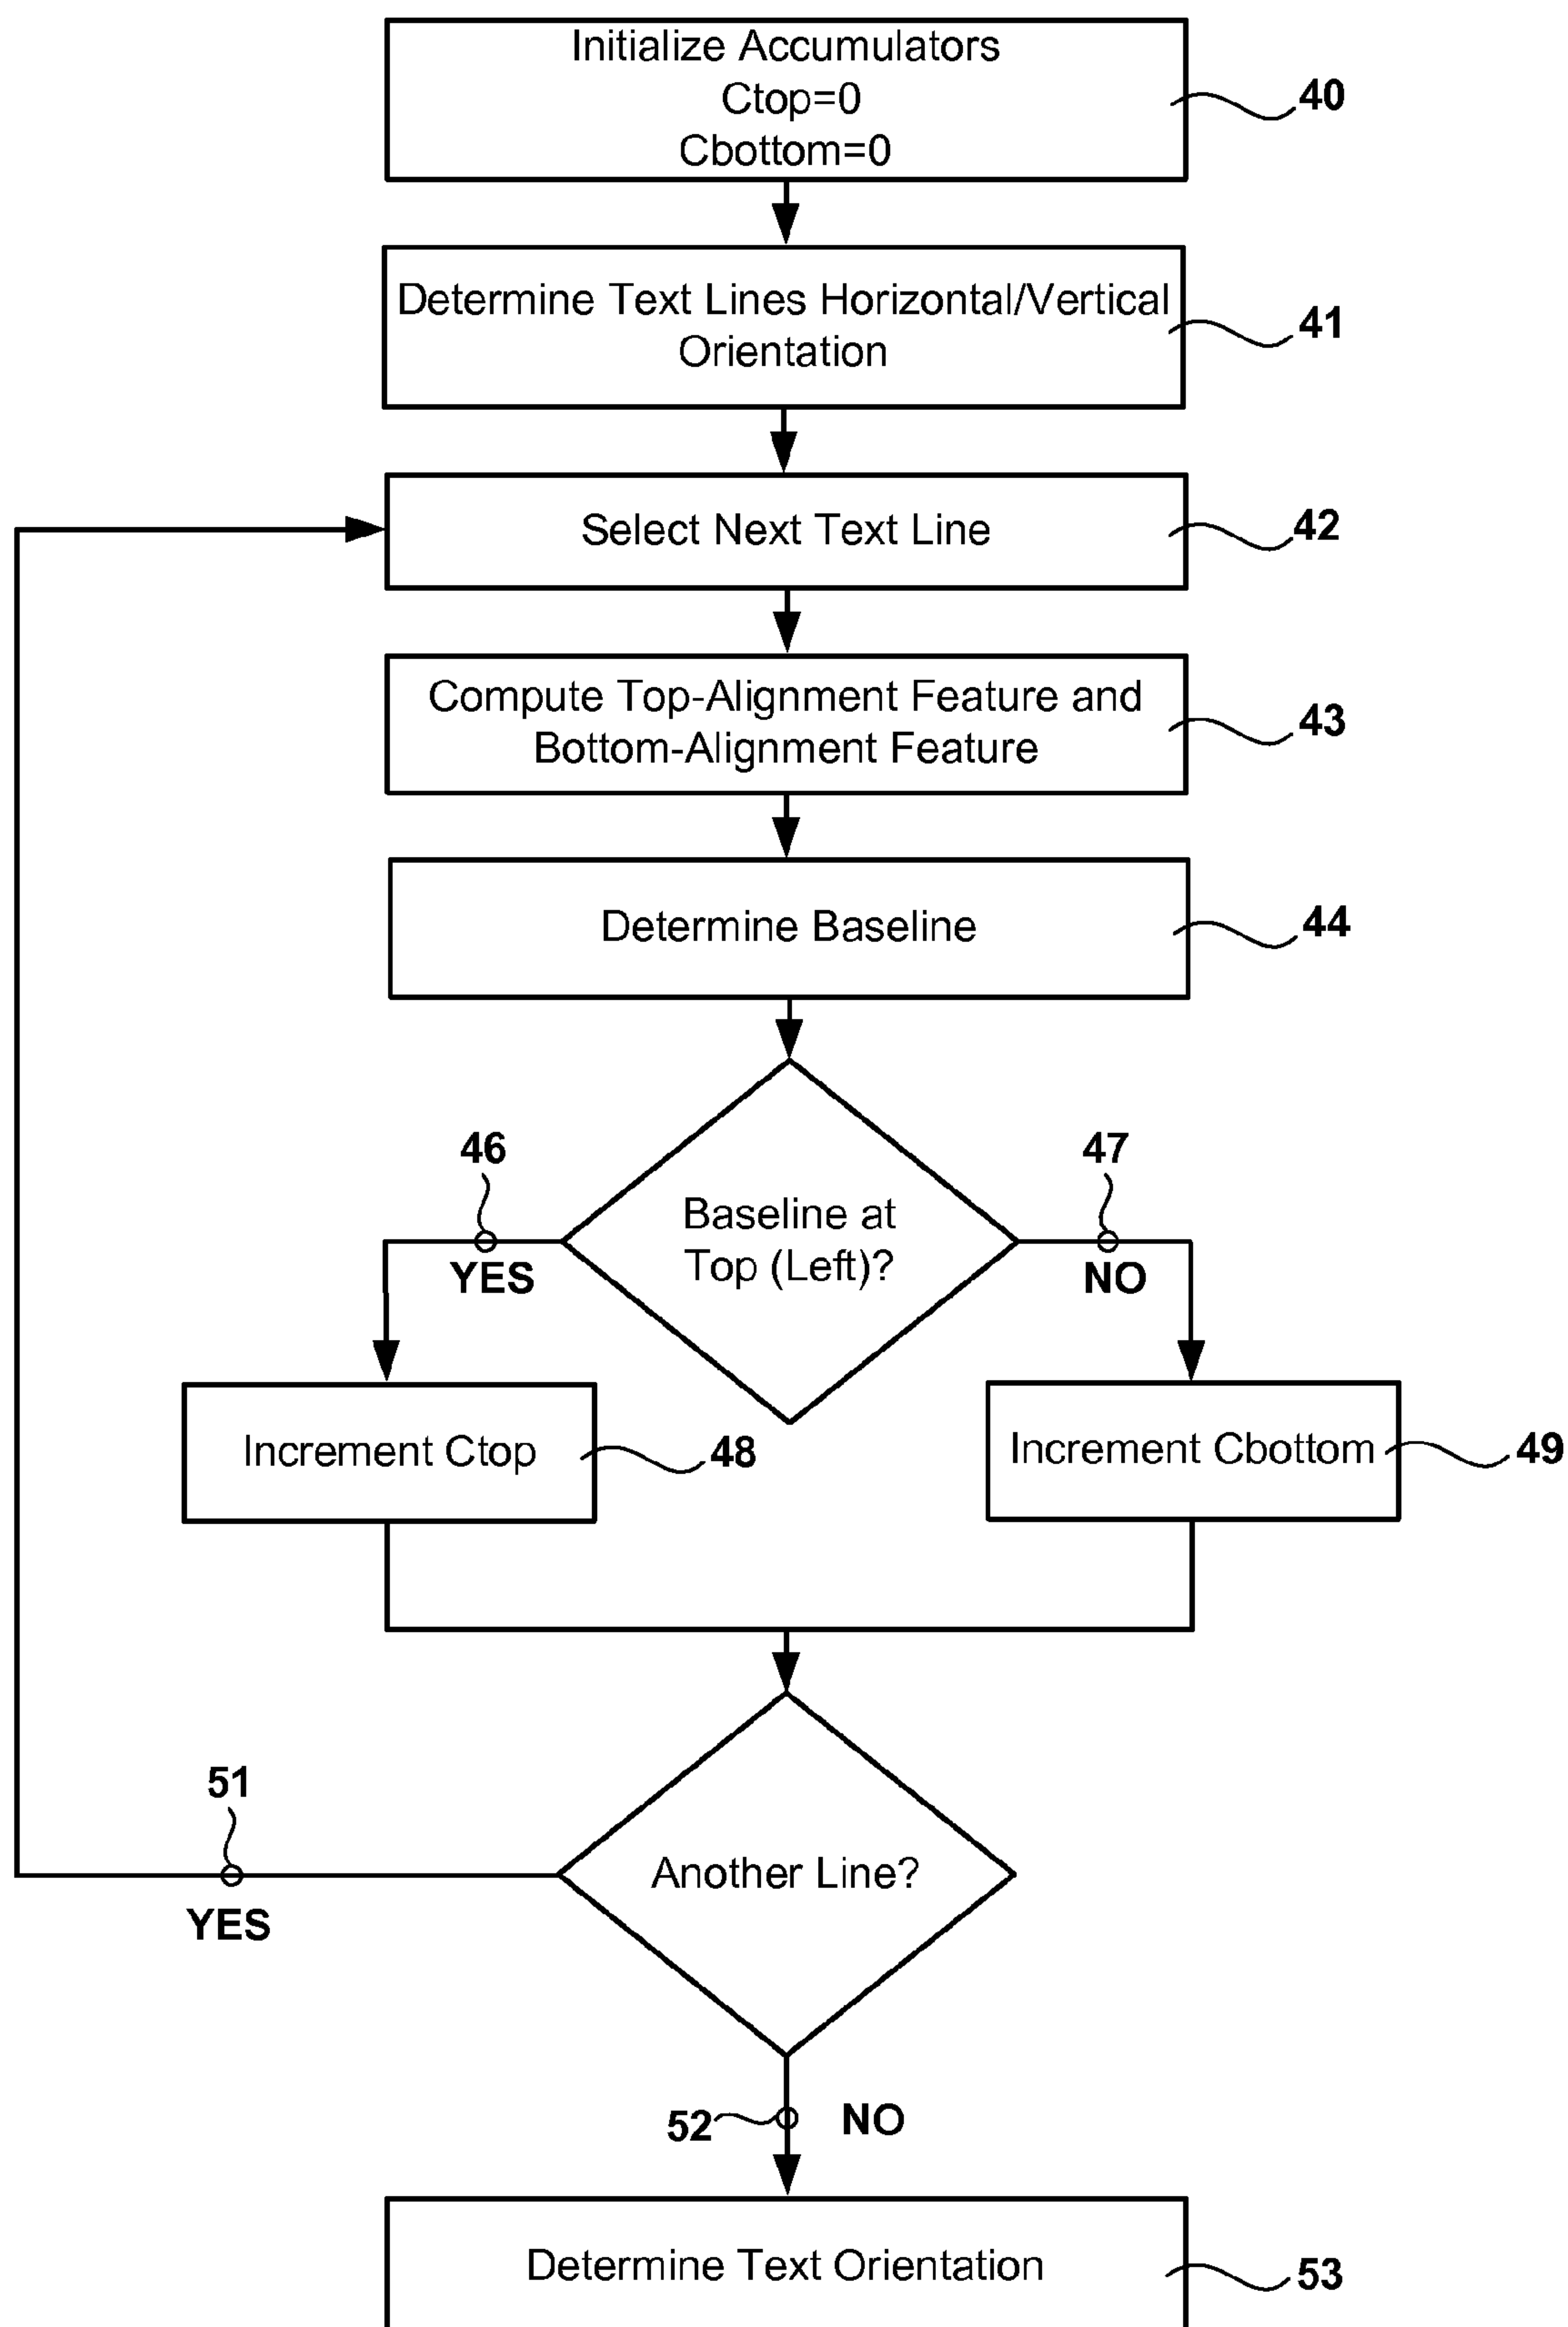 Initialize Accumulators
Ctop=0
Cbottom=0
40
Determine Text Lines Horizontal/Vertical
Orientation
41
Select Next Text Line
42
Compute Top-Alignment Feature and
Bottom-Alignment Feature
43
Determine Baseline
44
46
47
Baseline at
Top (Left)?
YES
NO
Increment Ctop
48
Increment Cbottom
49
51
Another Line?
YES
52
NO
Determine Text Orientation
53